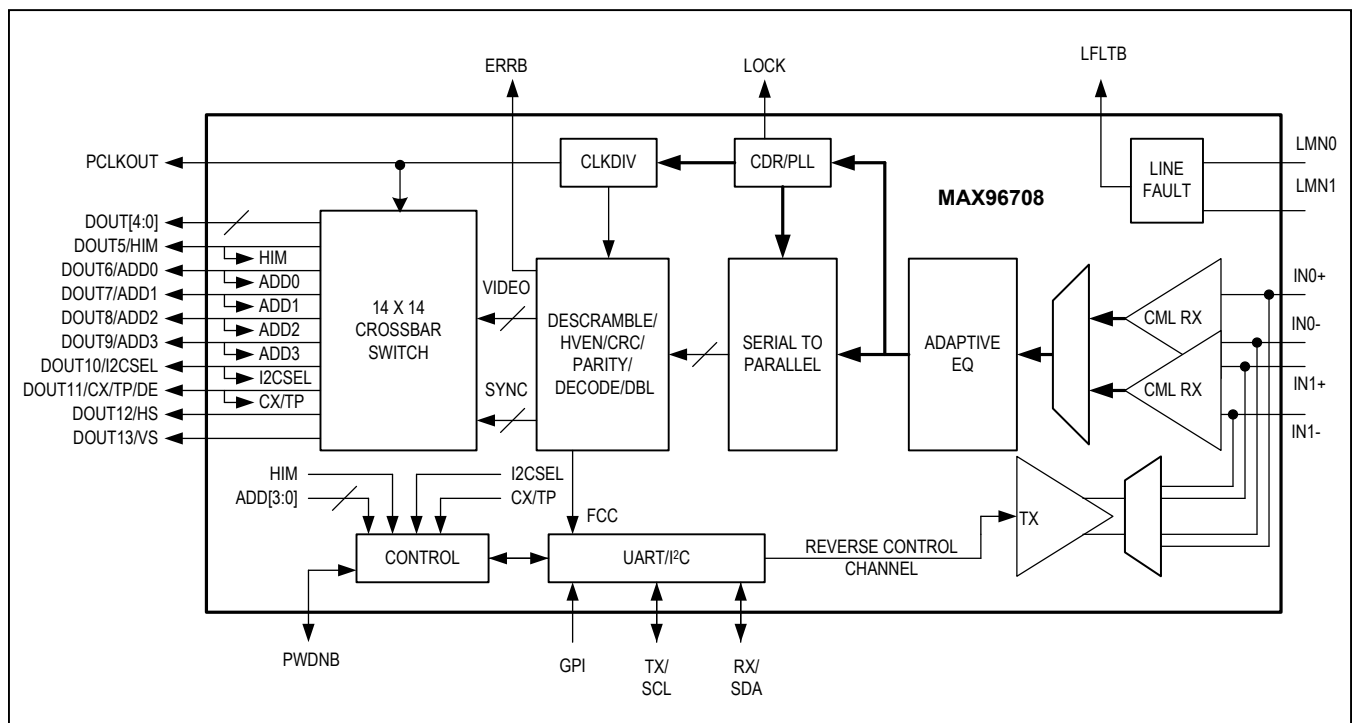 ERRB
LOCK
LFLTB
PCLKOUT
CLKDIV
CDR/PLL
MAX96708
LINE
FAULT
LMN0
LMN1
DOUT[4:0]
DOUT5/HIM
HIM
DOUT6/ADD0
ADD0
DOUT7/ADD1
ADD1
DOUT8/ADD2
ADD2
DOUT9/ADD3
ADD3
DOUT10/I2CSEL
I2CSEL
DOUT11/CX/TP/DE
CX/TP
DOUT12/HS
DOUT13/VS
14 X 14
CROSSBAR
SWITCH
VIDEO
SYNC
DESCRAMBLE/
HVEN/CRC/
PARITY/
DECODE/DBL
SERIAL TO
PARALLEL
ADAPTIVE
EQ
CML RX
CML RX
IN0+
IN0-
IN1+
IN1-
HIM
ADD[3:0]
I2CSEL
CX/TP
FCC
CONTROL
UART/I²C
REVERSE CONTROL
CHANNEL
TX
PWDNB
GPI
TX/
SCL
RX/
SDA